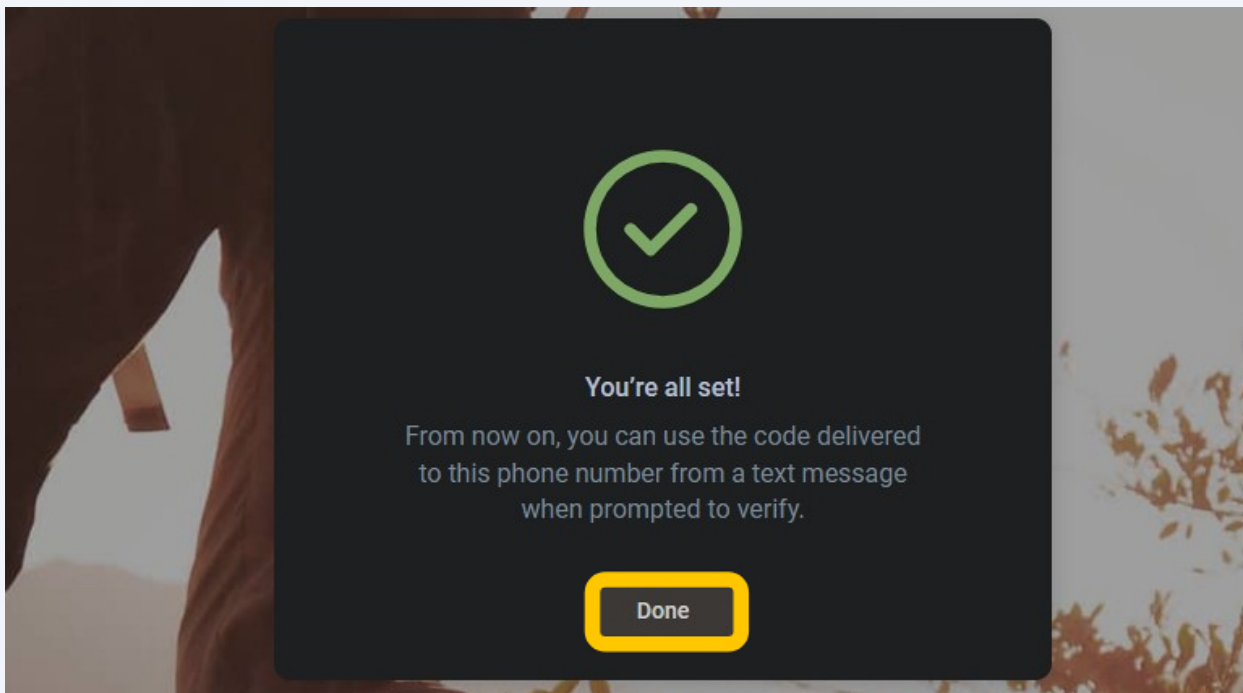 You’re all set!
From now on, you can use the code delivered
to this phone number from a text message
when prompted to verify.
Done